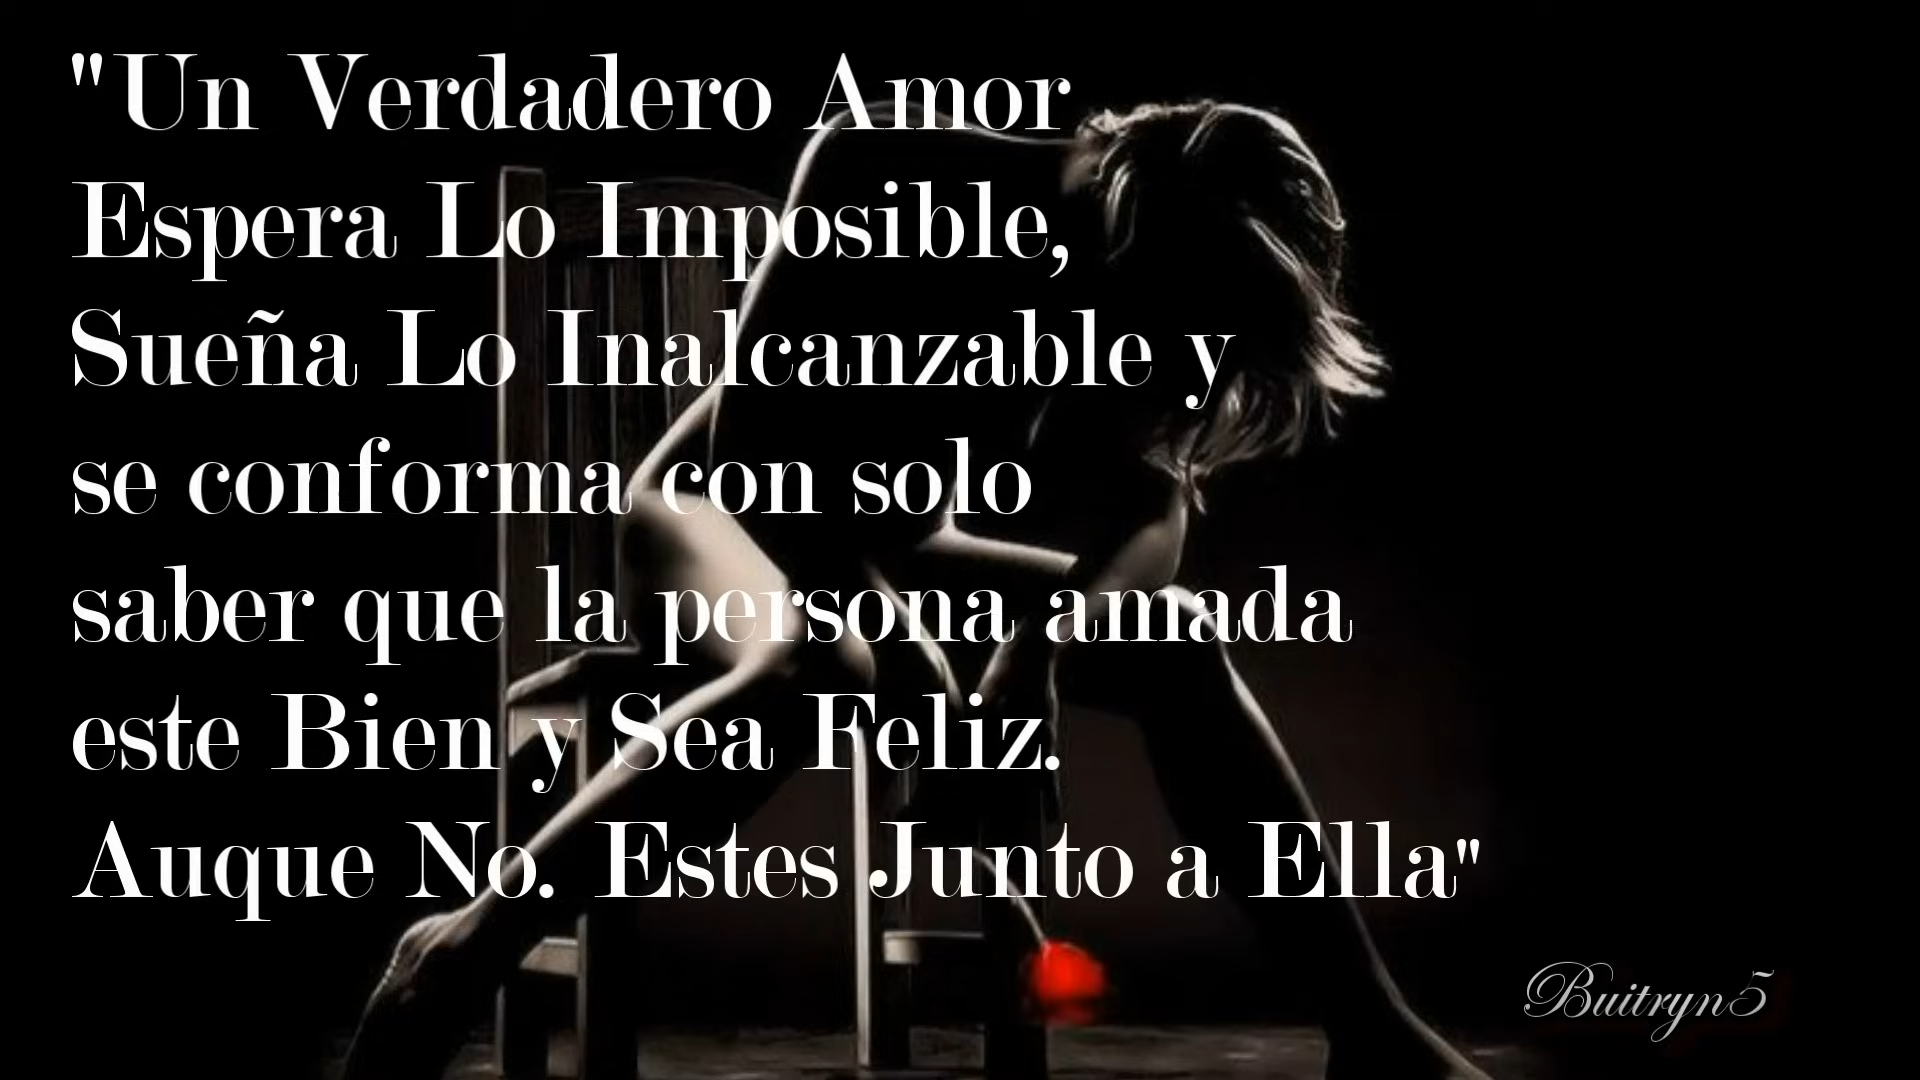 "Un Verdadero Amor
Espera Lo Imposible,
Sueña Lo Inalcanzable y
se conforma con solo
saber que la persona amada
este Bien y Sea Feliz.
Auque No. Estes Junto a Ella"
Buitryn5